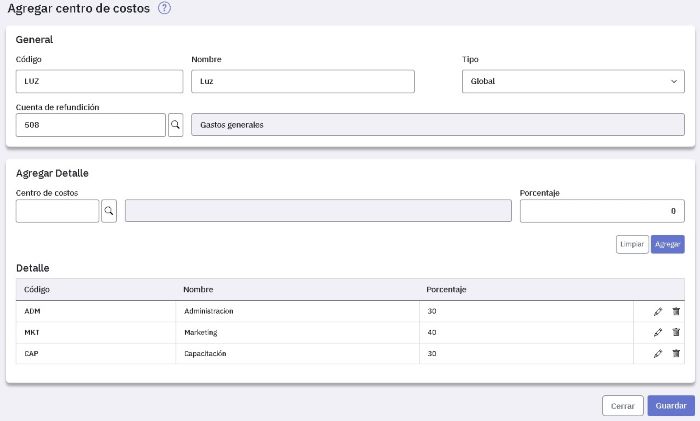 Agregar centro de costos ?
General
Código Nombre Tipo
LUZ Luz Global
Cuenta de refundición
608 Gastos generales
Agregar Detalle
Centro de costos Porcentaje
0
Limpiar Agregar
Detalle
Código Nombre Porcentaje
ADM Administracion 30
MKT Marketing 40
CAP Capacitación 30
Cerrar Guardar